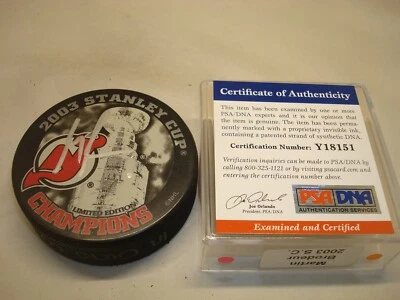 2003 STANLEY CUP
NJ
LIMITED EDITION
CHAMPIONS
Certificate of Authenticity
This item has been examined by one or more
PSA/DNA experts and it is our opinion that
the item is genuine. The item has been perma-
nently marked with a proprietary invisible ink,
containing a patented strand of synthetic DNA.
Certification Number: Y18151
Verification inquiries can be made to PSA/DNA by
calling 800-325-1121 or by visiting psacard.com and
entering the certification number above.
Joe Orlando
President, PSA/DNA
PSA/DNA
AUTHENTICATION SERVICES
Examined and Certified
Martin
Brodeur
2003 S.C.